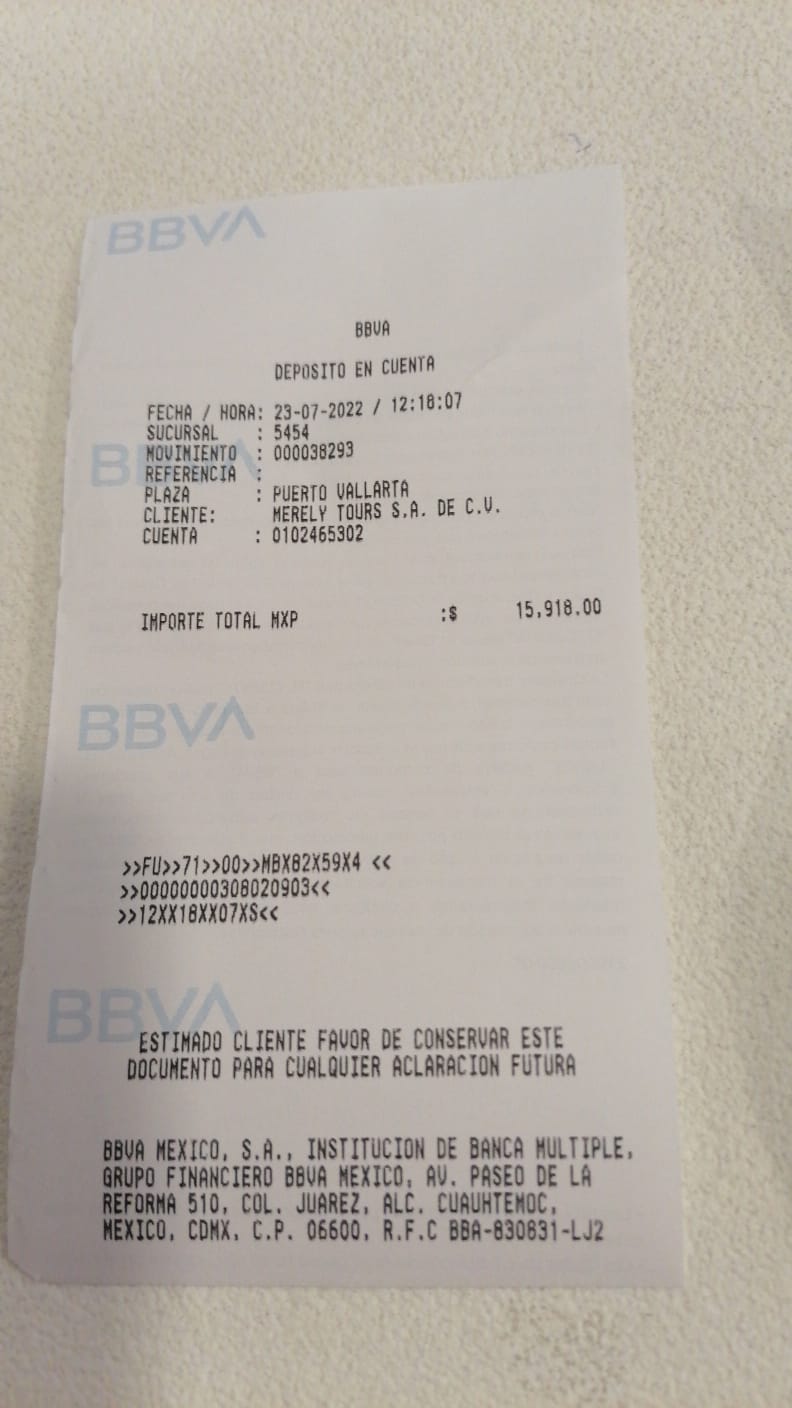 BBVA
BBVA
DEPOSITO EN CUENTA
FECHA / HORA: 23-07-2022 / 12:18:07
SUCURSAL : 5454
MOVIMIENTO : 000038293
REFERENCIA :
PLAZA : PUERTO VALLARTA
CLIENTE: MERELY TOURS S.A. DE C.V.
CUENTA : 0102465302
BBVA
IMPORTE TOTAL MXP :$ 15,918.00
BBVA
>>FU>>71>>00>>MBX82X59X4 <<
>>00000000308020903<<
>>12XX18XX07XS<<
BBVA
ESTIMADO CLIENTE FAVOR DE CONSERVAR ESTE
DOCUMENTO PARA CUALQUIER ACLARACION FUTURA
BBVA MEXICO, S.A., INSTITUCION DE BANCA MULTIPLE,
GRUPO FINANCIERO BBVA MEXICO, AV. PASEO DE LA
REFORMA 510, COL. JUAREZ, ALC. CUAUHTEMOC,
MEXICO, CDMX, C.P. 06600, R.F.C BBA-830831-LJ2